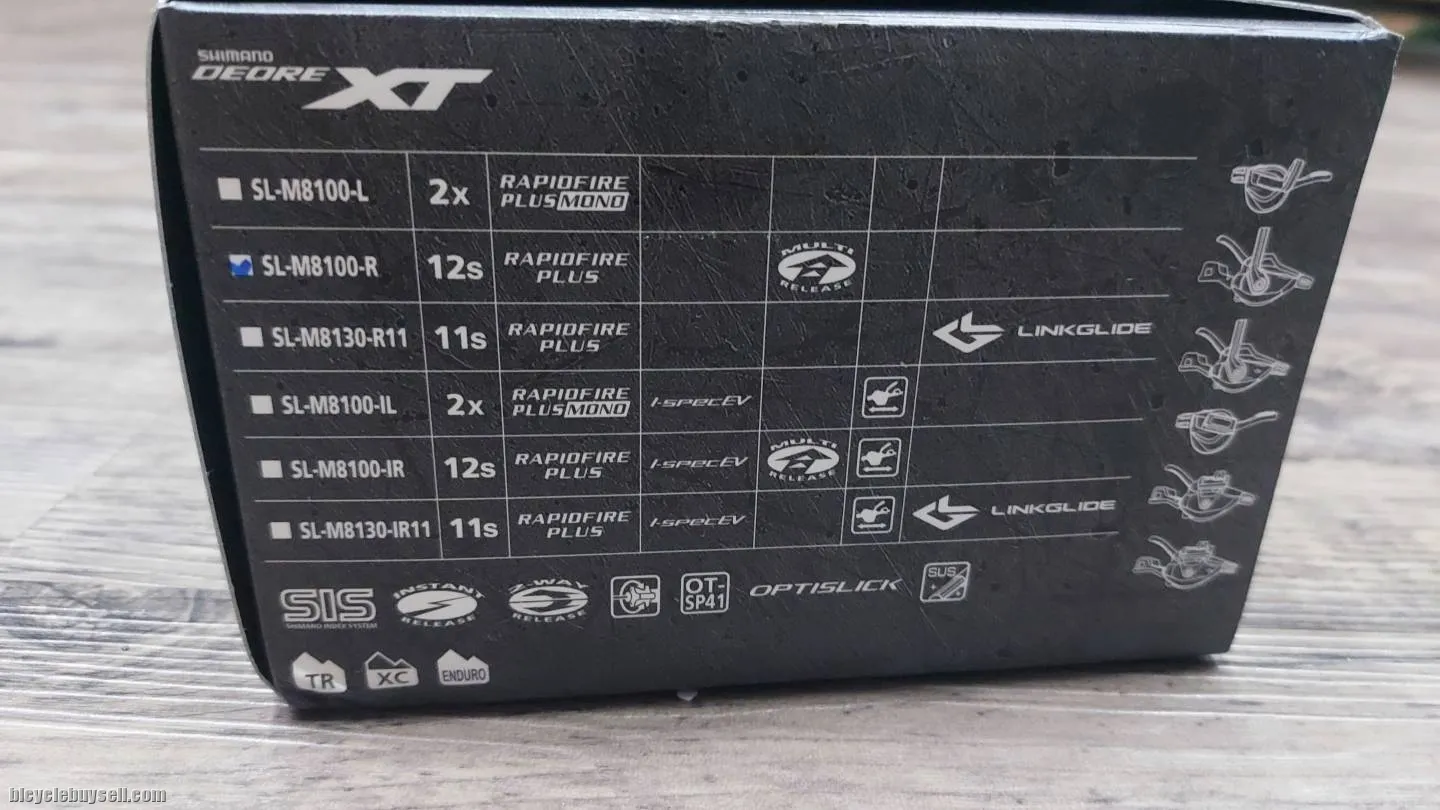 SHIMANO
DEORE XT
SL-M8100-L 2x RAPIDFIRE PLUS MONO
SL-M8100-R 12s RAPIDFIRE PLUS MULTI RELEASE
SL-M8130-R11 11s RAPIDFIRE PLUS LINKGLIDE
SL-M8100-IL 2x RAPIDFIRE PLUS MONO I-SPEC EV
SL-M8100-IR 12s RAPIDFIRE PLUS I-SPEC EV MULTI RELEASE
SL-M8130-IR11 11s RAPIDFIRE PLUS I-SPEC EV LINKGLIDE
SIS SHIMANO INDEX SYSTEM INSTANT RELEASE 2-WAY RELEASE OT-SP41 OPTISLICK SUS
TR XC ENDURO
bicyclebuysell.com